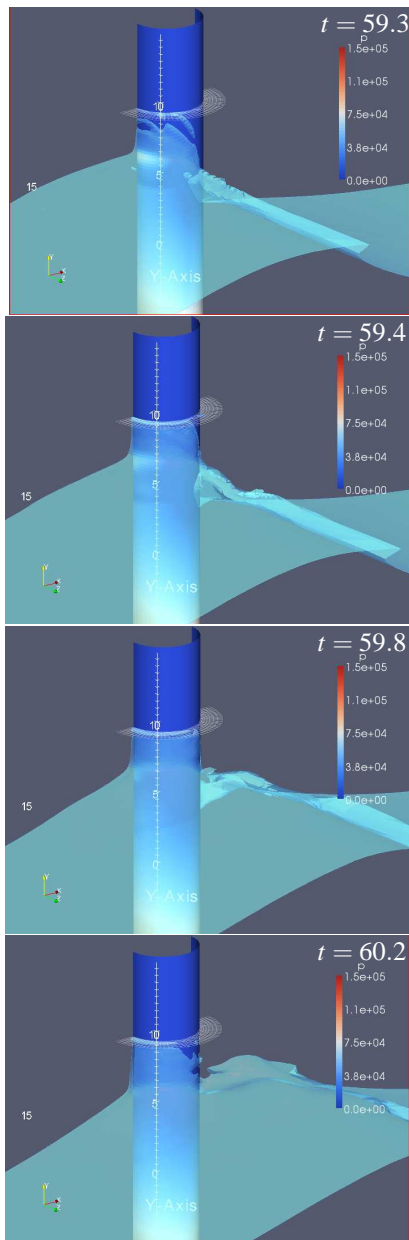 t = 59.3
p
1.5e+05
10
1.1e+05
7.5e+04
15
5
3.8e+04
0.0e+00
0
Y-Axis
Y
X
Z
t = 59.4
p
1.5e+05
1.1e+05
10
7.5e+04
15
5
3.8e+04
0.0e+00
0
Y-Axis
Y
X
Z
t = 59.8
p
1.5e+05
1.1e+05
10
7.5e+04
3.8e+04
15
5
0.0e+00
0
Y-Axis
Y
X
Z
t = 60.2
p
1.5e+05
1.1e+05
10
7.5e+04
3.8e+04
15
5
0.0e+00
0
Y-Axis
Y
X
Z